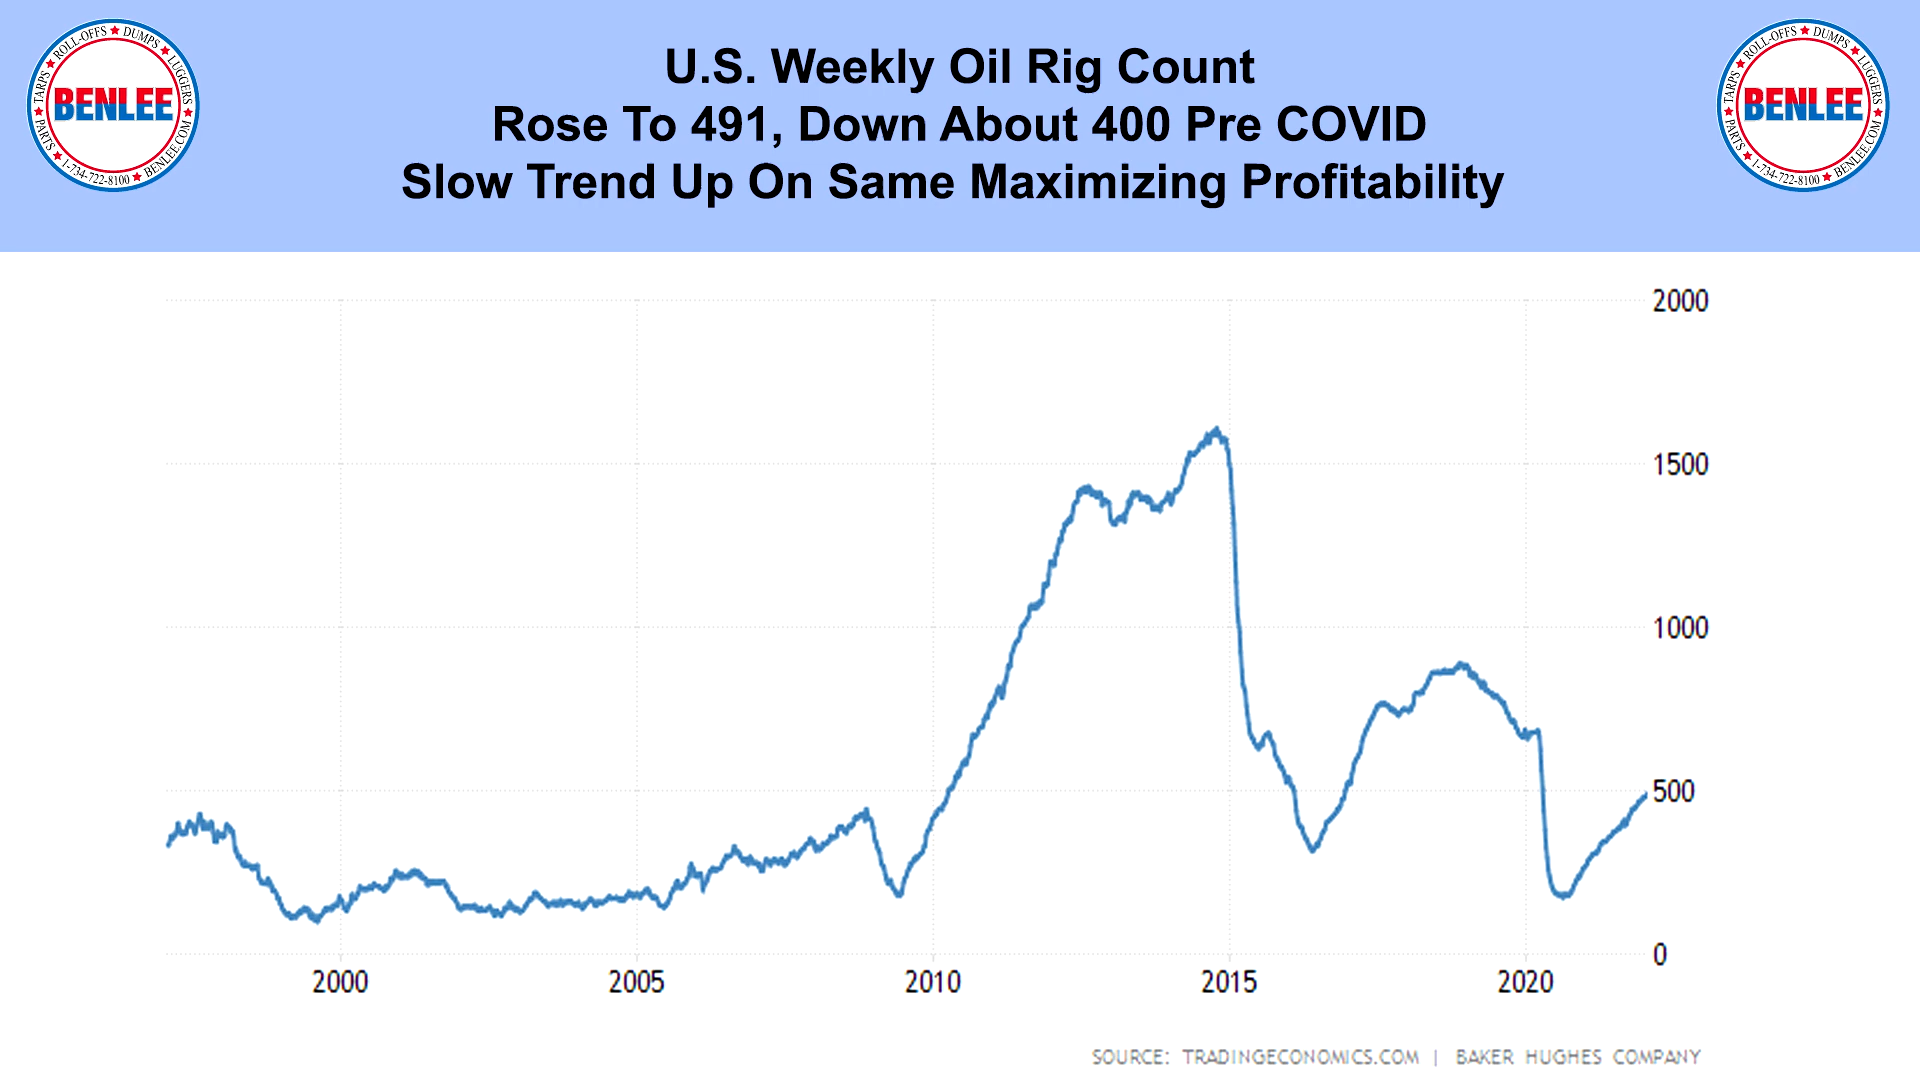 U.S. Weekly Oil Rig Count
Rose To 491, Down About 400 Pre COVID
Slow Trend Up On Same Maximizing Profitability
TARPS ★ ROLL-OFFS ★ DUMPS ★ LUGGERS
BENLEE
★ PARTS ★ 1-734-722-8100 ★ BENLEE.COM ★
TARPS ★ ROLL-OFFS ★ DUMPS ★ LUGGERS
BENLEE
★ PARTS ★ 1-734-722-8100 ★ BENLEE.COM ★
2000
1500
1000
500
0
2000 2005 2010 2015 2020
SOURCE: TRADINGECONOMICS.COM | BAKER HUGHES COMPANY